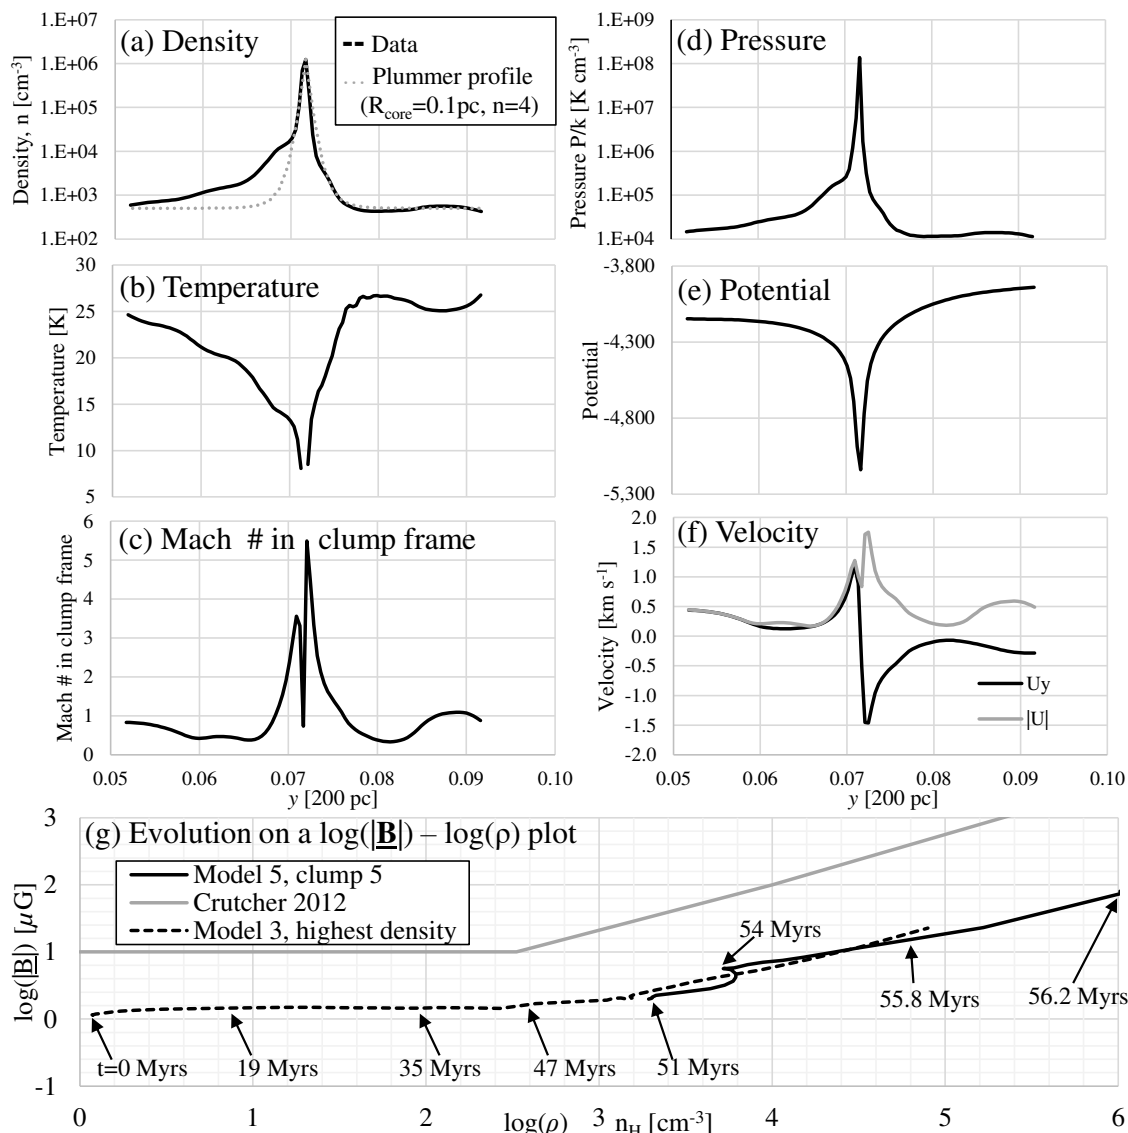 (a) Density
Data
Plummer profile
(R_core=0.1pc, n=4)
Density, n [cm⁻³]
1.E+07
1.E+06
1.E+05
1.E+04
1.E+03
1.E+02
(d) Pressure
Pressure P/k [K cm⁻³]
1.E+09
1.E+08
1.E+07
1.E+06
1.E+05
1.E+04
(b) Temperature
Temperature [K]
30
25
20
15
10
5
(e) Potential
Potential
-3,800
-4,300
-4,800
-5,300
(c) Mach # in clump frame
Mach # in clump frame
6
5
4
3
2
1
0
0.05 0.06 0.07 0.08 0.09 0.10
y [200 pc]
(f) Velocity
Velocity [km s⁻¹]
2.0
1.5
1.0
0.5
0.0
-0.5
-1.0
-1.5
-2.0
Uy
|U|
0.05 0.06 0.07 0.08 0.09 0.10
y [200 pc]
(g) Evolution on a log(|B|) – log(ρ) plot
Model 5, clump 5
Crutcher 2012
Model 3, highest density
log(|B|) [μG]
3
2
1
0
-1
54 Myrs
55.8 Myrs
56.2 Myrs
t=0 Myrs
19 Myrs
35 Myrs
47 Myrs
51 Myrs
0 1 2 3 4 5 6
log(ρ) n_H [cm⁻³]